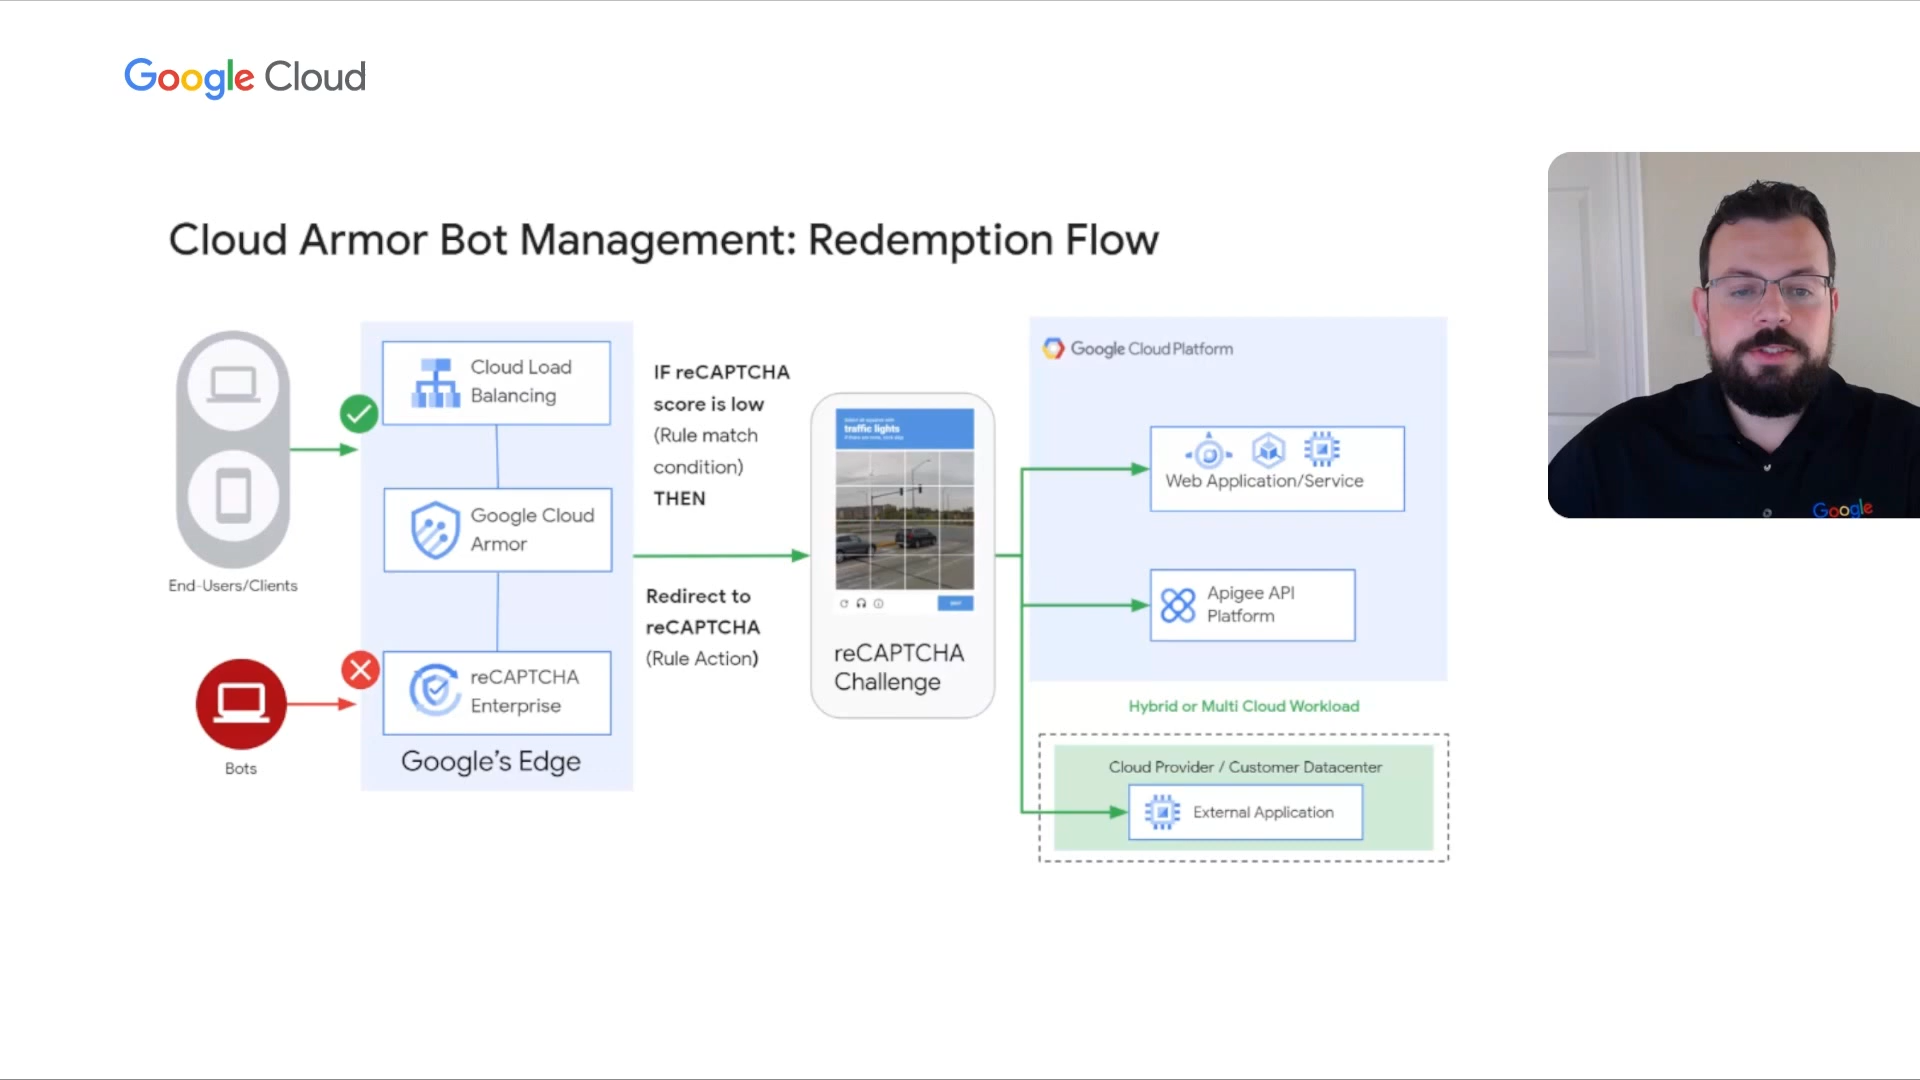 Google Cloud
Cloud Armor Bot Management: Redemption Flow
End-Users/Clients
Bots
Cloud Load
Balancing
Google Cloud
Armor
reCAPTCHA
Enterprise
Google's Edge
IF reCAPTCHA
score is low
(Rule match
condition)
THEN
Redirect to
reCAPTCHA
(Rule Action)
traffic lights
reCAPTCHA
Challenge
Google Cloud Platform
Web Application/Service
Apigee API
Platform
Hybrid or Multi Cloud Workload
Cloud Provider / Customer Datacenter
External Application
Google